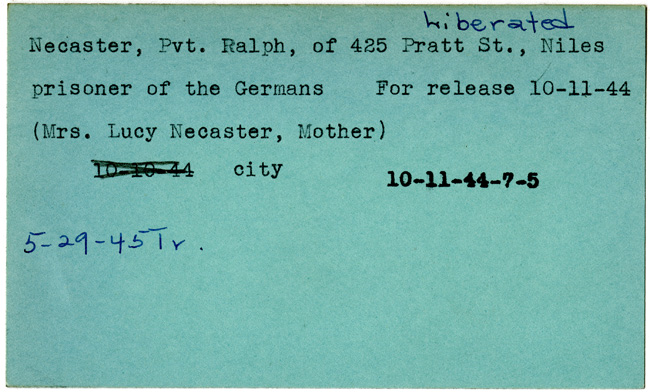 Liberated
Necaster, Pvt. Ralph, of 425 Pratt St., Niles
prisoner of the Germans For release 10-11-44
(Mrs. Lucy Necaster, Mother)
10-10-44 city 10-11-44-7-5
5-29-45 Tr.